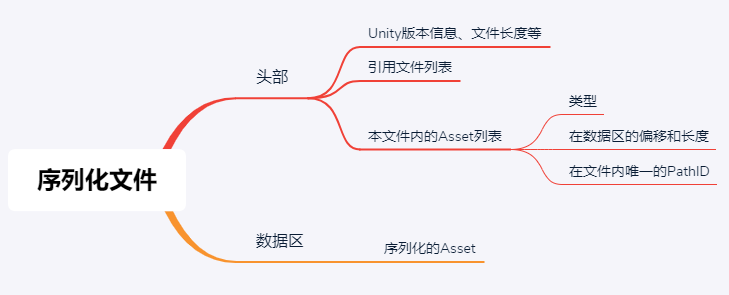 序列化文件
头部
Unity版本信息、文件长度等
引用文件列表
本文件内的Asset列表
类型
在数据区的偏移和长度
在文件内唯一的PathID
数据区
序列化的Asset